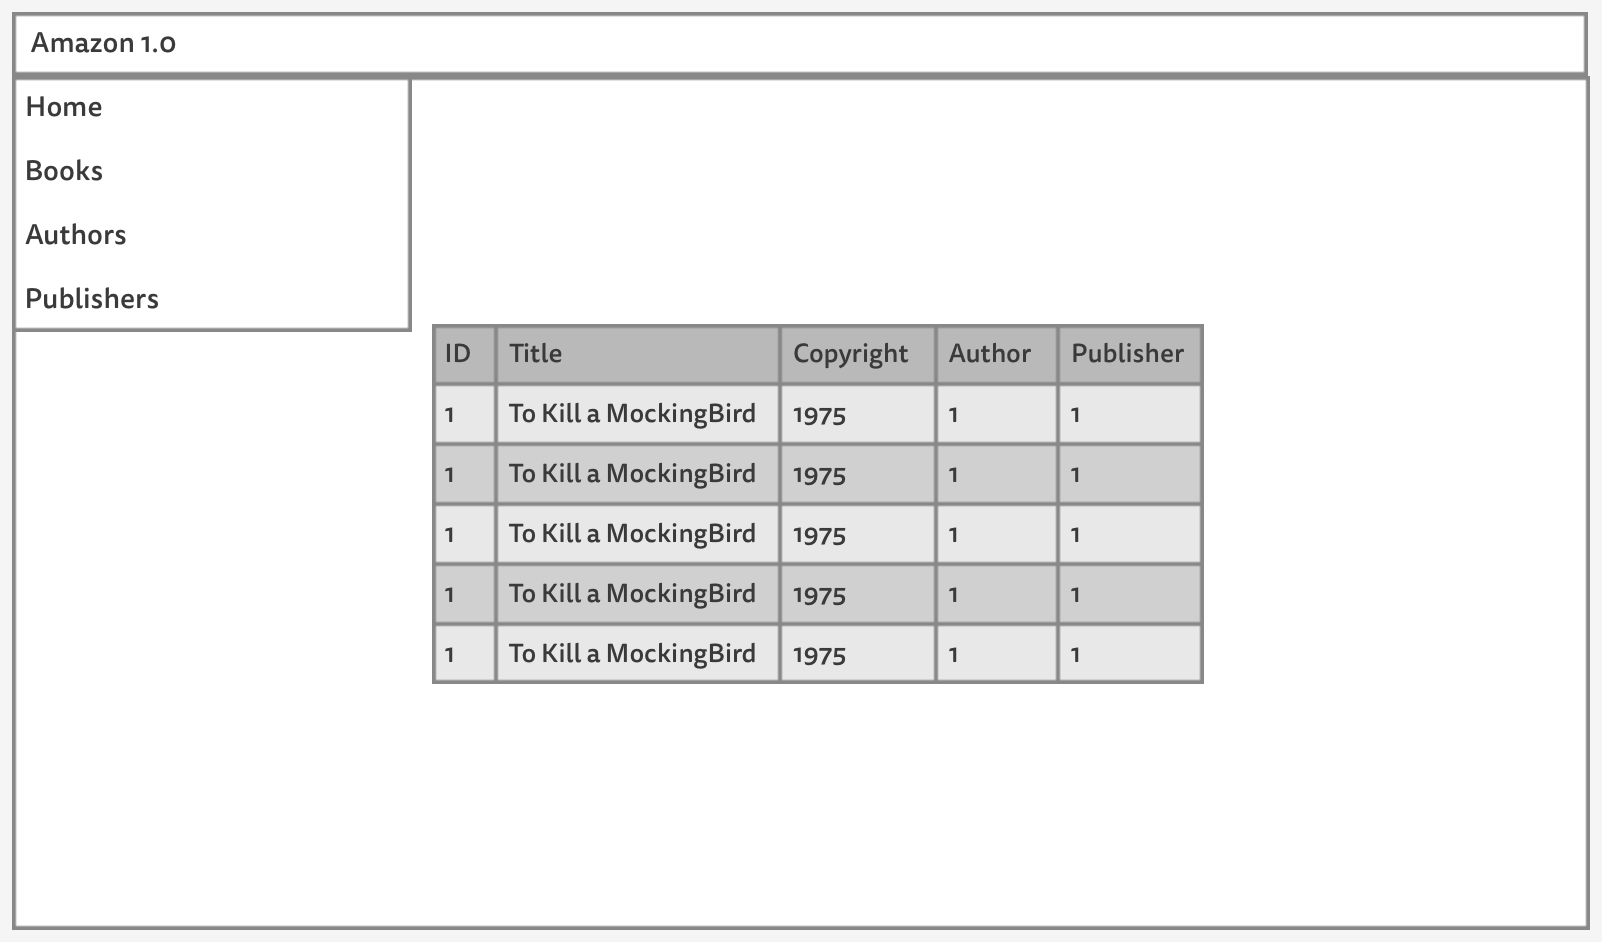 Amazon 1.0
Home
Books
Authors
Publishers
ID Title Copyright Author Publisher
1 To Kill a MockingBird 1975 1 1
1 To Kill a MockingBird 1975 1 1
1 To Kill a MockingBird 1975 1 1
1 To Kill a MockingBird 1975 1 1
1 To Kill a MockingBird 1975 1 1